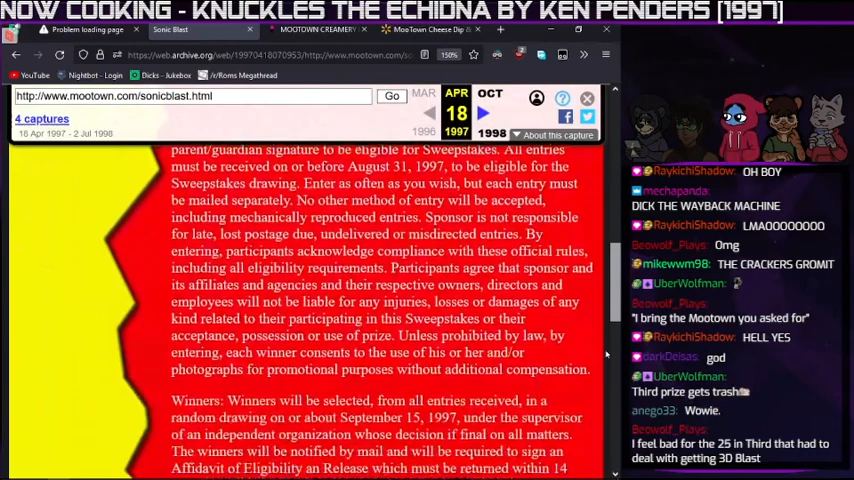 NOW COOKING - KNUCKLES THE ECHIDNA BY KEN PENDERS [1997]
Problem loading page
Sonic Blast
MOOTOWN CREAMERY
MooTown Cheese Dip &
https://web.archive.org/web/19970418070953/http://www.mootown.com/so
150%
YouTube
Nightbot - Login
Dicks - Jukebox
/r/Roms Megathread
http://www.mootown.com/sonicblast.html
Go
MAR
APR
OCT
18
1996
1997
1998
4 captures
18 Apr 1997 - 2 Jul 1998
About this capture
parent/guardian signature to be eligible for Sweepstakes. All entries
must be received on or before August 31, 1997, to be eligible for the
Sweepstakes drawing. Enter as often as you wish, but each entry must
be mailed separately. No other method of entry will be accepted,
including mechanically reproduced entries. Sponsor is not responsible
for late, lost postage due, undelivered or misdirected entries. By
entering, participants acknowledge compliance with these official rules,
including all eligibility requirements. Participants agree that sponsor and
its affiliates and agencies and their respective owners, directors and
employees will not be liable for any injuries, losses or damages of any
kind related to their participating in this Sweepstakes or their
acceptance, possession or use of prize. Unless prohibited by law, by
entering, each winner consents to the use of his or her and/or
photographs for promotional purposes without additional compensation.
Winners: Winners will be selected, from all entries received, in a
random drawing on or about September 15, 1997, under the supervisor
of an independent organization whose decision if final on all matters.
The winners will be notified by mail and will be required to sign an
Affidavit of Eligibility an Release which must be returned within 14
RaykichiShadow: OH BOY
mechapanda:
DICK THE WAYBACK MACHINE
RaykichiShadow: LMAOOOOOOO
Beowolf_Plays: Omg
mikewwm98: THE CRACKERS GROMIT
UberWolfman:
Beowolf_Plays:
"I bring the Mootown you asked for"
RaykichiShadow: HELL YES
darkDeisas: god
UberWolfman:
Third prize gets trash
anego33: Wowie.
Beowolf_Plays:
I feel bad for the 25 in Third that had to
deal with getting 3D Blast